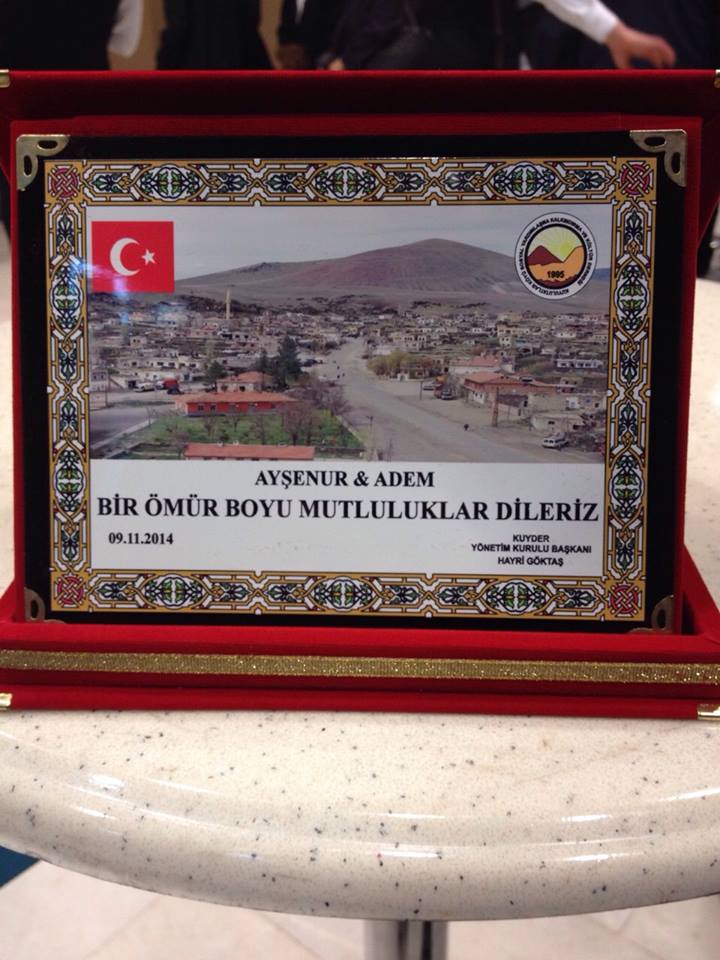 1995
AYŞENUR & ADEM
BİR ÖMÜR BOYU MUTLULUKLAR DİLERİZ
09.11.2014
KUYDER
YÖNETİM KURULU BAŞKANI
HAYRİ GÖKTAŞ